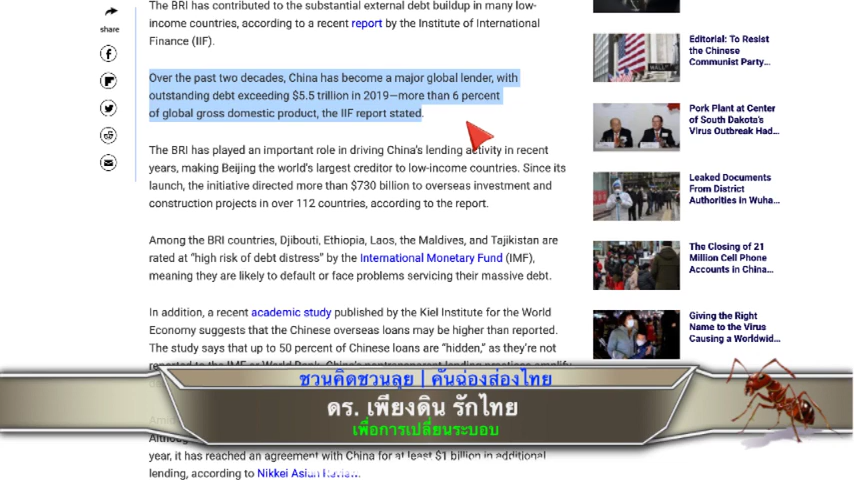 The BRI has contributed to the substantial external debt buildup in many low-
income countries, according to a recent report by the Institute of International
Finance (IIF).
share
Over the past two decades, China has become a major global lender, with
outstanding debt exceeding $5.5 trillion in 2019—more than 6 percent
of global gross domestic product, the IIF report stated.
The BRI has played an important role in driving China's lending activity in recent
years, making Beijing the world's largest creditor to low-income countries. Since its
launch, the initiative directed more than $730 billion to overseas investment and
construction projects in over 112 countries, according to the report.
Among the BRI countries, Djibouti, Ethiopia, Laos, the Maldives, and Tajikistan are
rated at "high risk of debt distress" by the International Monetary Fund (IMF),
meaning they are likely to default or face problems servicing their massive debt.
In addition, a recent academic study published by the Kiel Institute for the World
Economy suggests that the Chinese overseas loans may be higher than reported.
The study says that up to 50 percent of Chinese loans are "hidden," as they're not
year, it has reached an agreement with China for at least $1 billion in additional
lending, according to Nikkei Asian Review.
Editorial: To Resist
the Chinese
Communist Party...
Pork Plant at Center
of South Dakota's
Virus Outbreak Had...
Leaked Documents
From District
Authorities in Wuha...
The Closing of 21
Million Cell Phone
Accounts in China...
Giving the Right
Name to the Virus
Causing a Worldwid...
ชวนคิดชวนลุย | คันฉ่องส่องไทย
ดร. เพียงดิน รักไทย
เพื่อการเปลี่ยนระบอบ